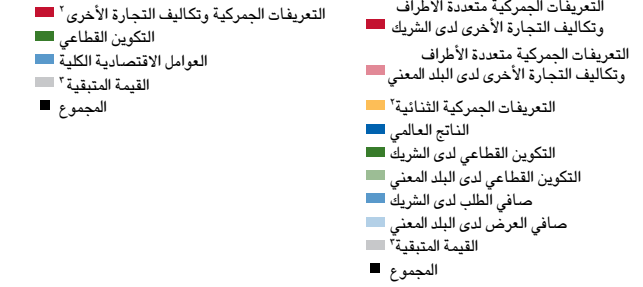 التعريفات الجمركية متعددة الأطراف
وتكاليف التجارة الأخرى لدى الشريك
التعريفات الجمركية متعددة الأطراف
وتكاليف التجارة الأخرى لدى البلد المعني
التعريفات الجمركية الثنائية٢
الناتج العالمي
التكوين القطاعي لدى الشريك
التكوين القطاعي لدى البلد المعني
صافي الطلب لدى الشريك
صافي العرض لدى البلد المعني
القيمة المتبقية٣
المجموع
التعريفات الجمركية وتكاليف التجارة الأخرى٢
التكوين القطاعي
العوامل الاقتصادية الكلية
القيمة المتبقية٣
المجموع